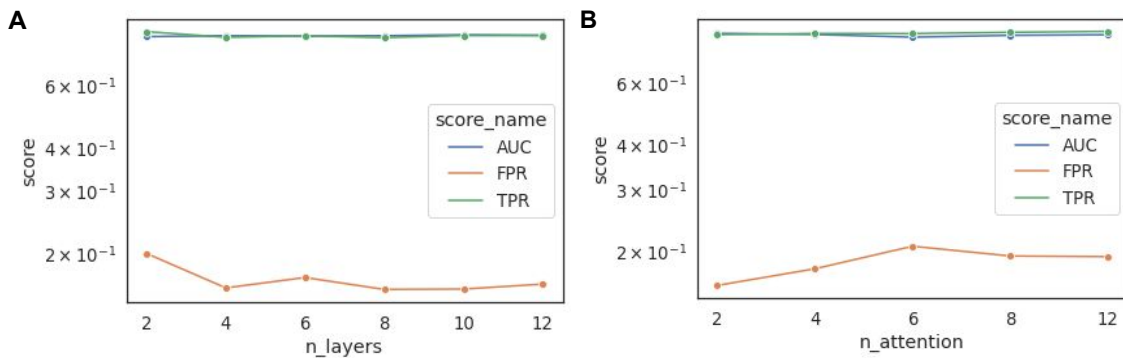 A
6 × 10⁻¹
4 × 10⁻¹
3 × 10⁻¹
2 × 10⁻¹
score
score_name
AUC
FPR
TPR
2 4 6 8 10 12
n_layers
B
6 × 10⁻¹
4 × 10⁻¹
3 × 10⁻¹
2 × 10⁻¹
score
score_name
AUC
FPR
TPR
2 4 6 8 12
n_attention